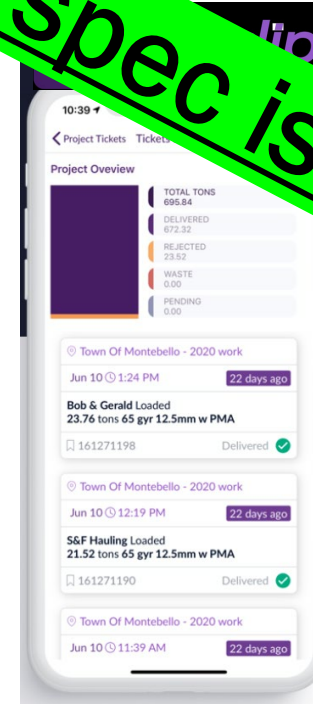 spec is
lip
10:39
Project Tickets Tickets
Project Oveview
TOTAL TONS
695.84
DELIVERED
672.32
REJECTED
23.52
WASTE
0.00
PENDING
0.00
Town Of Montebello - 2020 work
Jun 10 1:24 PM 22 days ago
Bob & Gerald Loaded
23.76 tons 65 gyr 12.5mm w PMA
161271198 Delivered
Town Of Montebello - 2020 work
Jun 10 12:19 PM 22 days ago
S&F Hauling Loaded
21.52 tons 65 gyr 12.5mm w PMA
161271190 Delivered
Town Of Montebello - 2020 work
Jun 10 11:39 AM 22 days ago